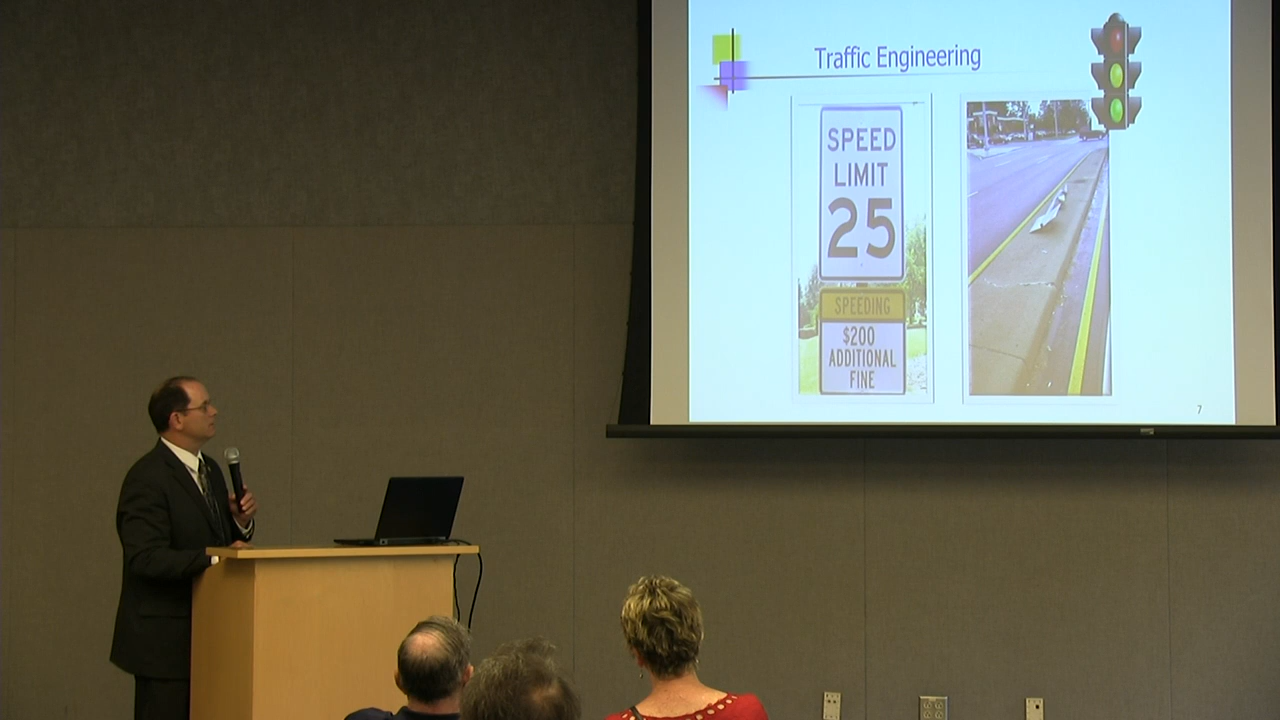 Traffic Engineering
SPEED
LIMIT
25
SPEEDING
$200
ADDITIONAL
FINE
7